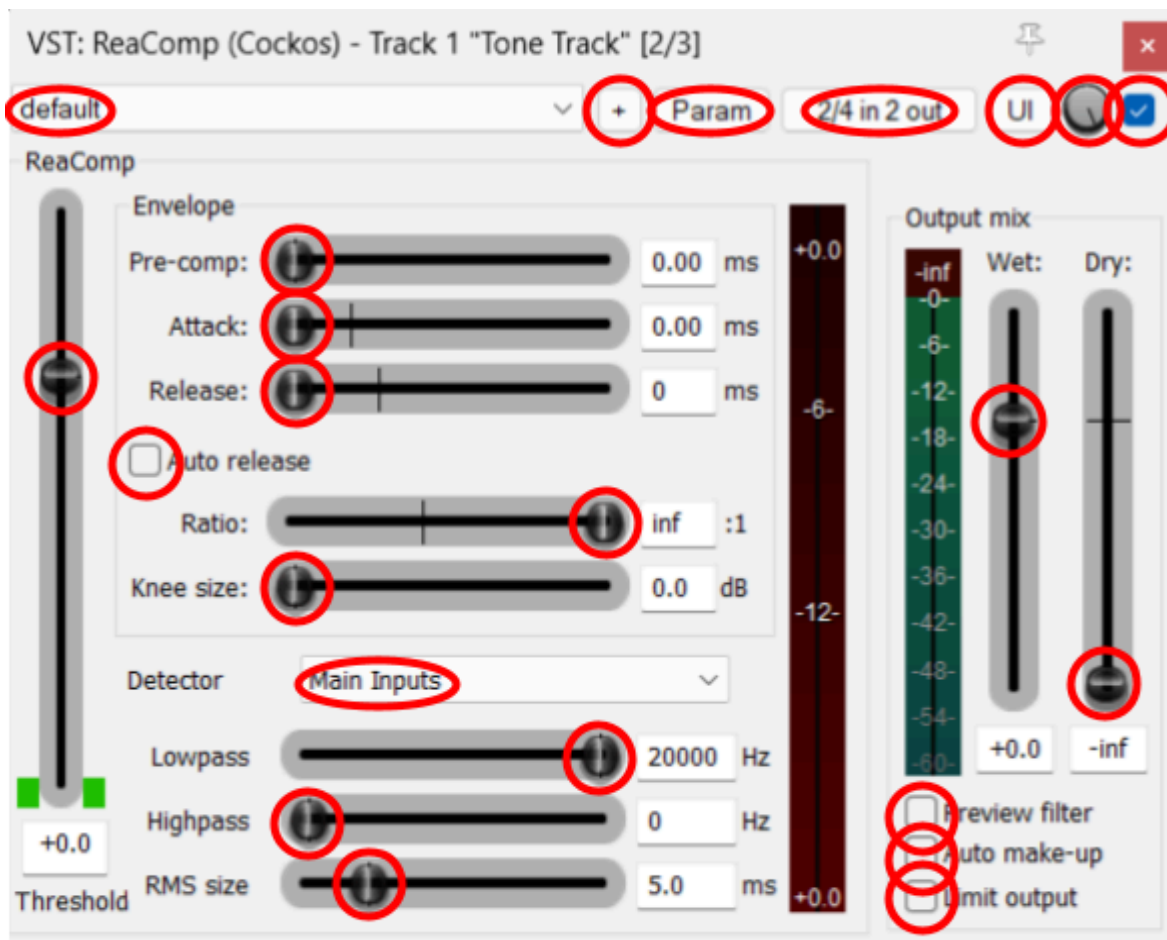 VST: ReaComp (Cockos) - Track 1 "Tone Track" [2/3]
default + Param 2/4 in 2 out UI
ReaComp
Envelope
Pre-comp: 0.00 ms
Attack: 0.00 ms
Release: 0 ms
Auto release
Ratio: inf :1
Knee size: 0.0 dB
Detector Main Inputs
Lowpass 20000 Hz
Highpass 0 Hz
RMS size 5.0 ms
+0.0
Threshold
+0.0
-6-
-12-
+0.0
Output mix
Wet: Dry:
-inf
-0-
-6-
-12-
-18-
-24-
-30-
-36-
-42-
-48-
-54-
-60-
+0.0 -inf
Preview filter
Auto make-up
Limit output